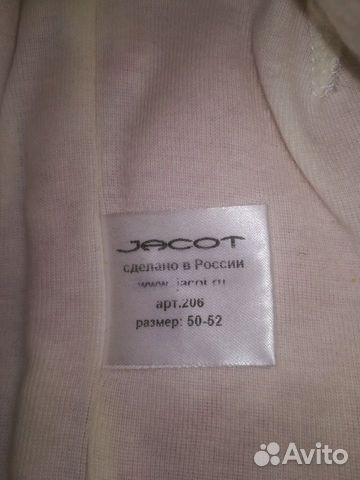 JACOT
сделано в России
www.jacot.ru
арт.206
размер: 50-52
Avito